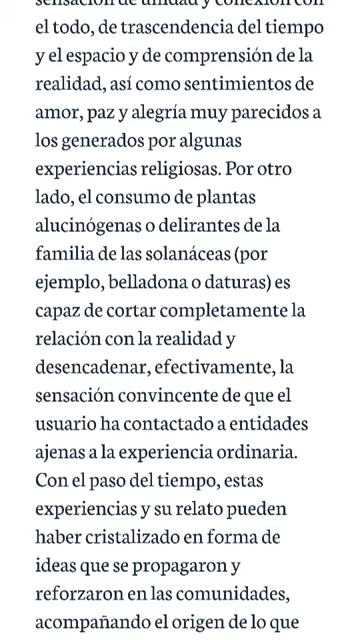 sensación de unidad y conexión con
el todo, de trascendencia del tiempo
y el espacio y de comprensión de la
realidad, así como sentimientos de
amor, paz y alegría muy parecidos a
los generados por algunas
experiencias religiosas. Por otro
lado, el consumo de plantas
alucinógenas o delirantes de la
familia de las solanáceas (por
ejemplo, belladona o daturas) es
capaz de cortar completamente la
relación con la realidad y
desencadenar, efectivamente, la
sensación convincente de que el
usuario ha contactado a entidades
ajenas a la experiencia ordinaria.
Con el paso del tiempo, estas
experiencias y su relato pueden
haber cristalizado en forma de
ideas que se propagaron y
reforzaron en las comunidades,
acompañando el origen de lo que